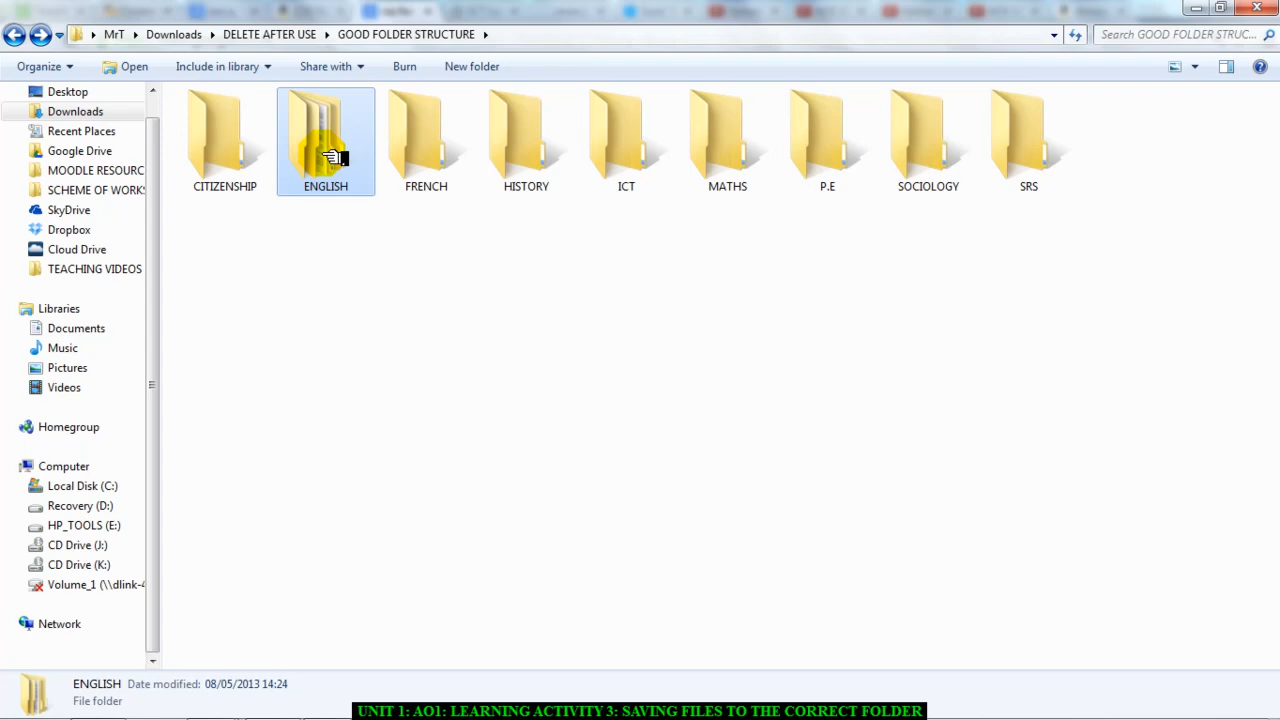 MrT Downloads DELETE AFTER USE GOOD FOLDER STRUCTURE Search GOOD FOLDER STRUC...
Organize Open Include in library Share with Burn New folder
Desktop
Downloads
Recent Places
Google Drive
MOODLE RESOURC
SCHEME OF WORKS
SkyDrive
Dropbox
Cloud Drive
TEACHING VIDEOS
Libraries
Documents
Music
Pictures
Videos
Homegroup
Computer
Local Disk (C:)
Recovery (D:)
HP_TOOLS (E:)
CD Drive (J:)
CD Drive (K:)
Volume_1 (\\dlink-4
Network
CITIZENSHIP ENGLISH FRENCH HISTORY ICT MATHS P.E SOCIOLOGY SRS
ENGLISH Date modified: 08/05/2013 14:24
File folder
UNIT 1: AO1: LEARNING ACTIVITY 3: SAVING FILES TO THE CORRECT FOLDER